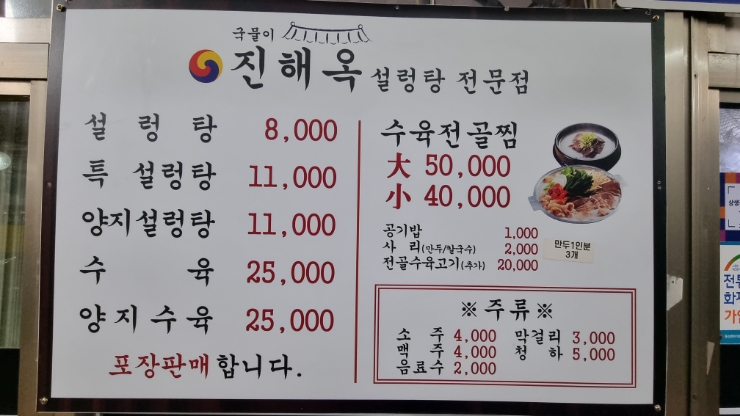 국물이
진해옥 설렁탕 전문점
설렁탕 8,000
특 설렁탕 11,000
양지설렁탕 11,000
수육 25,000
양지수육 25,000
포장판매합니다.
수육전골찜
大 50,000
小 40,000
공기밥 1,000
사리(만두/칼국수) 2,000
전골수육고기(추가) 20,000
만두1인분
3개
※주류※
소주 4,000 막걸리 3,000
맥주 4,000 청하 5,000
음료수 2,000
상생
전통